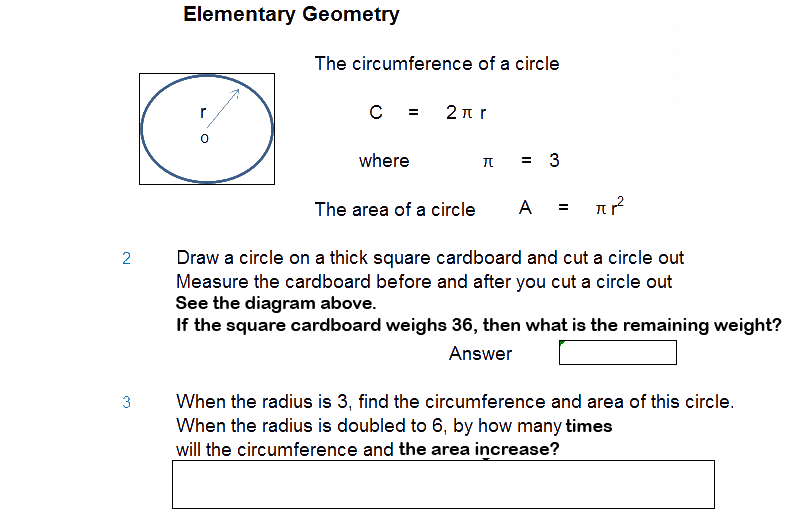 Elementary Geometry
The circumference of a circle
r
o
C = 2 π r
where π = 3
The area of a circle A = π r²
2 Draw a circle on a thick square cardboard and cut a circle out
Measure the cardboard before and after you cut a circle out
See the diagram above.
If the square cardboard weighs 36, then what is the remaining weight?
Answer
3 When the radius is 3, find the circumference and area of this circle.
When the radius is doubled to 6, by how many times
will the circumference and the area increase?